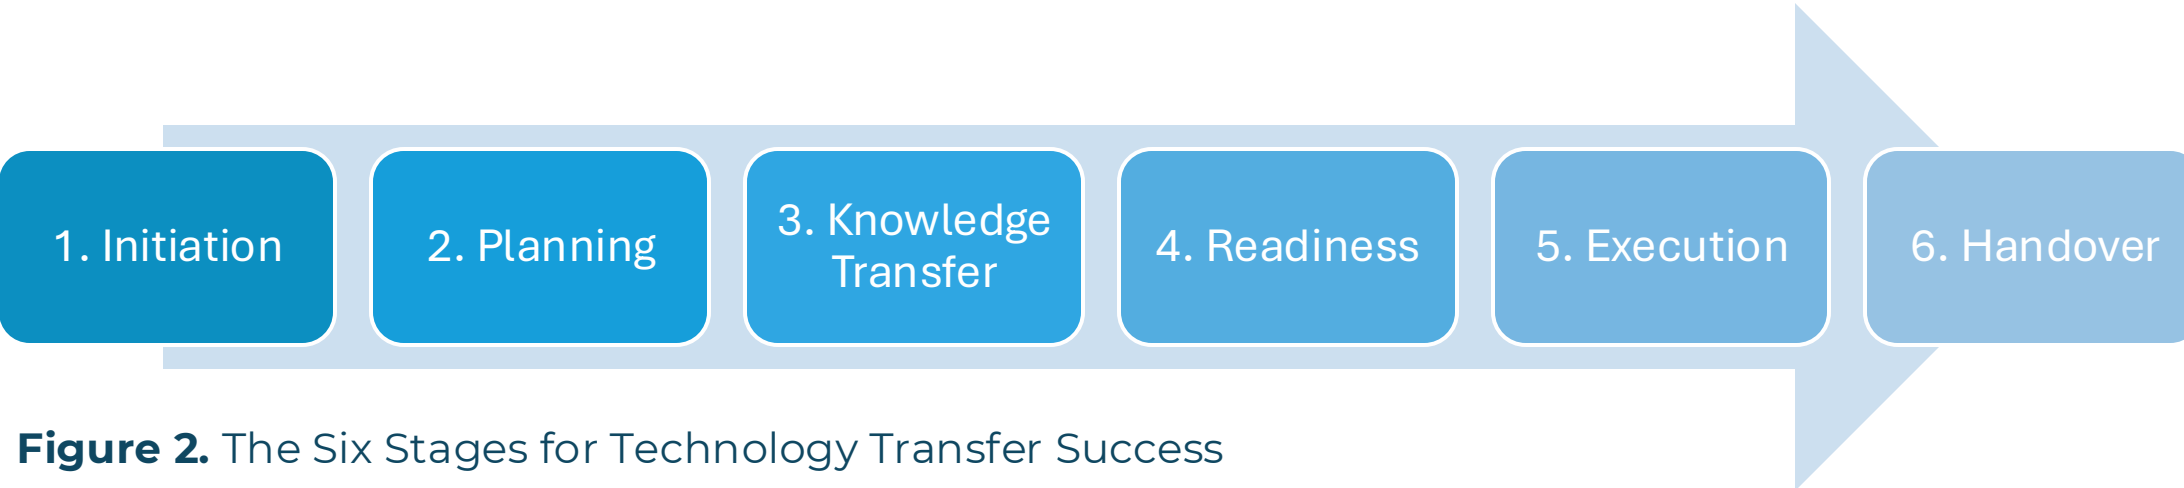 1. Initiation
2. Planning
3. Knowledge
Transfer
4. Readiness
5. Execution
6. Handover
Figure 2. The Six Stages for Technology Transfer Success